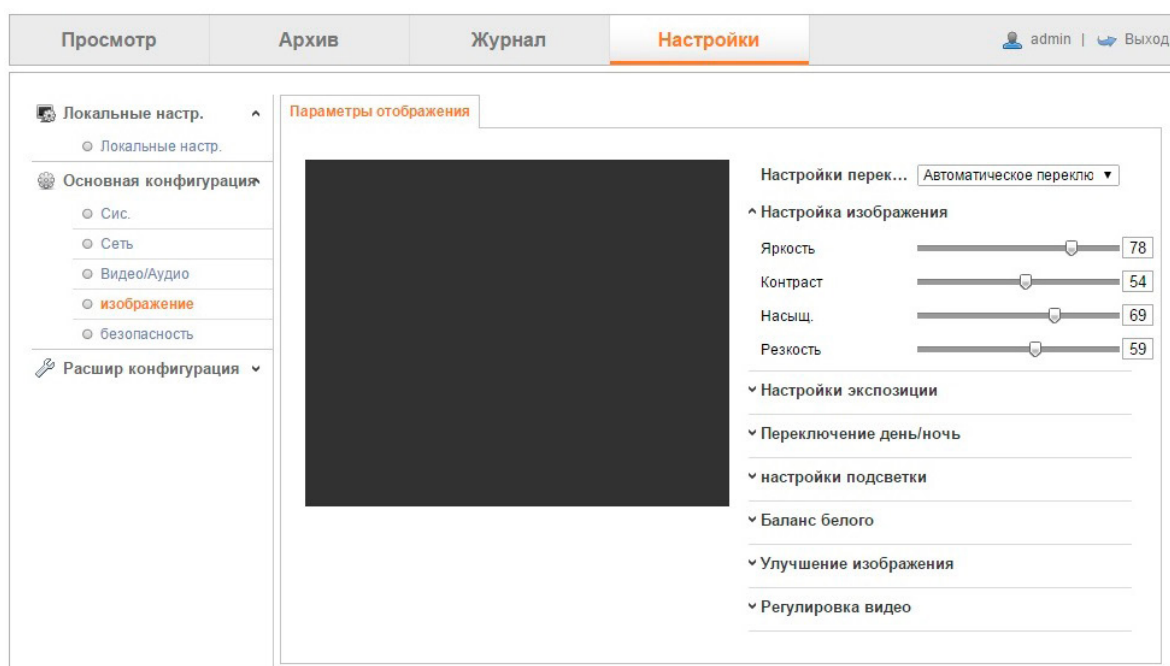 Просмотр Архив Журнал Настройки admin | Выход
Локальные настр.
Локальные настр.
Основная конфигурация
Сис.
Сеть
Видео/Аудио
изображение
безопасность
Расшир конфигурация
Параметры отображения
Настройки перек... Автоматическое переклю
Настройка изображения
Яркость 78
Контраст 54
Насыщ. 69
Резкость 59
Настройки экспозиции
Переключение день/ночь
настройки подсветки
Баланс белого
Улучшение изображения
Регулировка видео